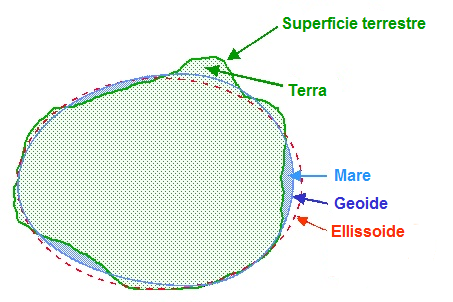 Superficie terrestre
Terra
Mare
Geoide
Ellissoide